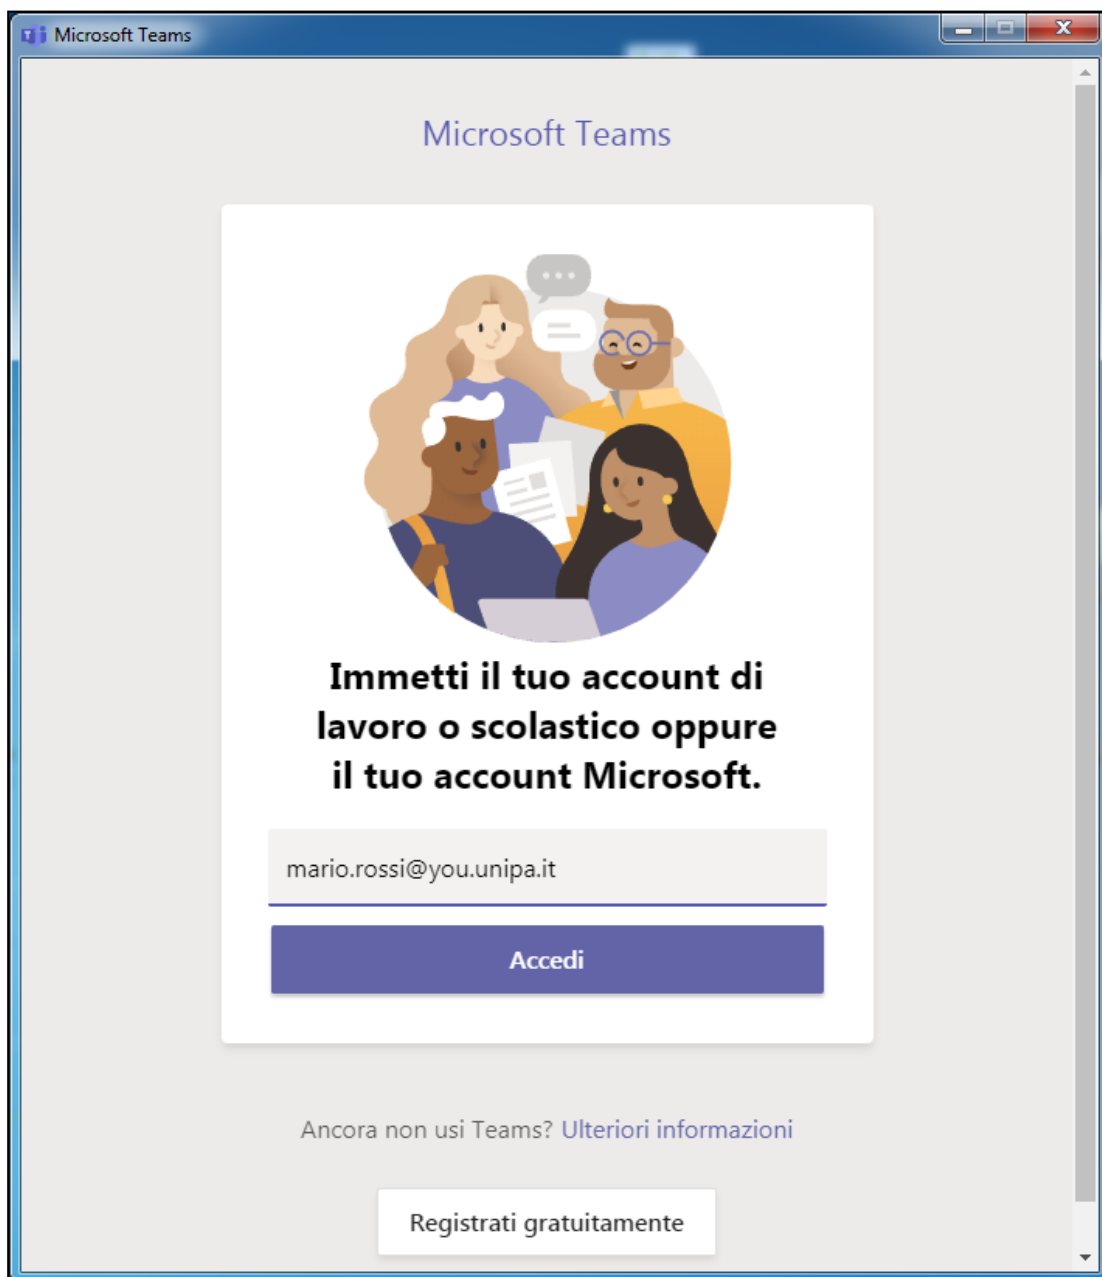 Microsoft Teams
Microsoft Teams
Immetti il tuo account di
lavoro o scolastico oppure
il tuo account Microsoft.
mario.rossi@you.unipa.it
Accedi
Ancora non usi Teams? Ulteriori informazioni
Registrati gratuitamente